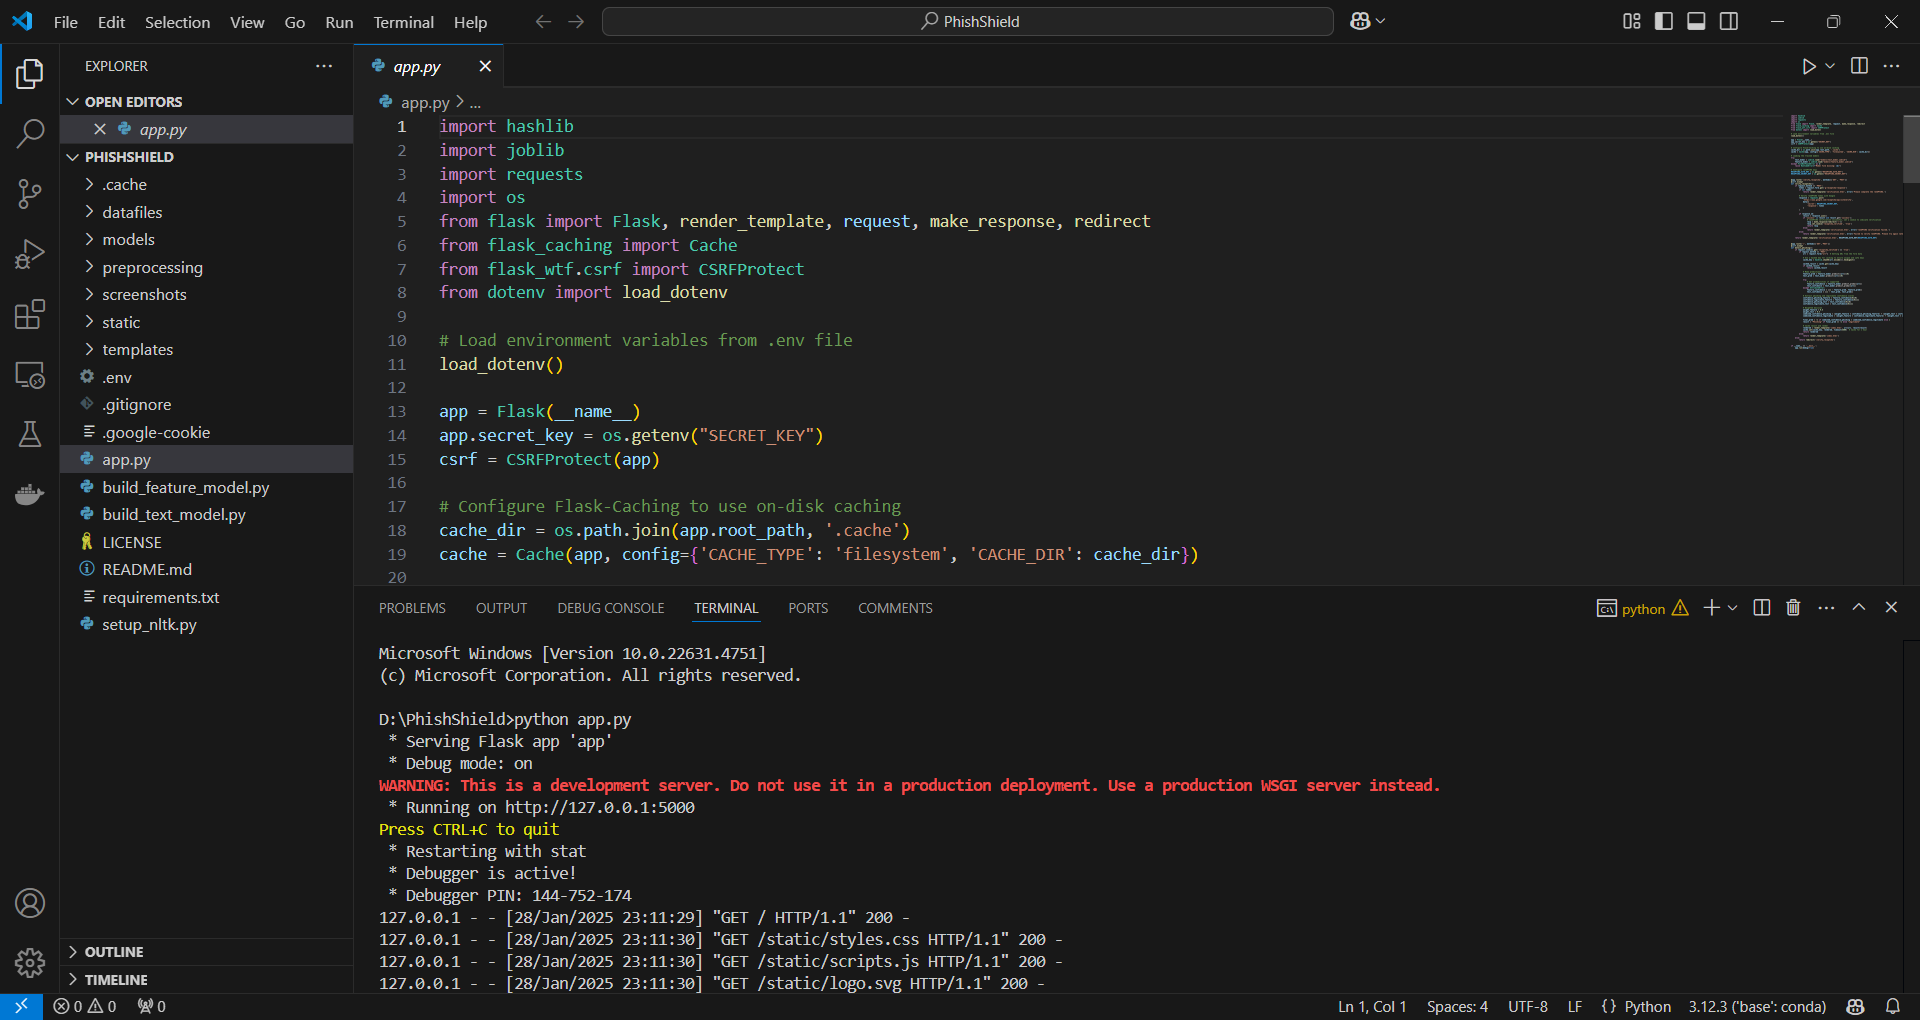 File Edit Selection View Go Run Terminal Help
PhishShield
EXPLORER
OPEN EDITORS
app.py
PHISHSHIELD
.cache
datafiles
models
preprocessing
screenshots
static
templates
.env
.gitignore
.google-cookie
app.py
build_feature_model.py
build_text_model.py
LICENSE
README.md
requirements.txt
setup_nltk.py
OUTLINE
TIMELINE
app.py
app.py > ...
1 import hashlib
2 import joblib
3 import requests
4 import os
5 from flask import Flask, render_template, request, make_response, redirect
6 from flask_caching import Cache
7 from flask_wtf.csrf import CSRFProtect
8 from dotenv import load_dotenv
9
10 # Load environment variables from .env file
11 load_dotenv()
12
13 app = Flask(__name__)
14 app.secret_key = os.getenv("SECRET_KEY")
15 csrf = CSRFProtect(app)
16
17 # Configure Flask-Caching to use on-disk caching
18 cache_dir = os.path.join(app.root_path, '.cache')
19 cache = Cache(app, config={'CACHE_TYPE': 'filesystem', 'CACHE_DIR': cache_dir})
20
PROBLEMS OUTPUT DEBUG CONSOLE TERMINAL PORTS COMMENTS
python
Microsoft Windows [Version 10.0.22631.4751]
(c) Microsoft Corporation. All rights reserved.
D:\PhishShield>python app.py
* Serving Flask app 'app'
* Debug mode: on
WARNING: This is a development server. Do not use it in a production deployment. Use a production WSGI server instead.
* Running on http://127.0.0.1:5000
Press CTRL+C to quit
* Restarting with stat
* Debugger is active!
* Debugger PIN: 144-752-174
127.0.0.1 - - [28/Jan/2025 23:11:29] "GET / HTTP/1.1" 200 -
127.0.0.1 - - [28/Jan/2025 23:11:30] "GET /static/styles.css HTTP/1.1" 200 -
127.0.0.1 - - [28/Jan/2025 23:11:30] "GET /static/scripts.js HTTP/1.1" 200 -
127.0.0.1 - - [28/Jan/2025 23:11:30] "GET /static/logo.svg HTTP/1.1" 200 -
0 0 0
Ln 1, Col 1 Spaces: 4 UTF-8 LF {} Python 3.12.3 ('base': conda)